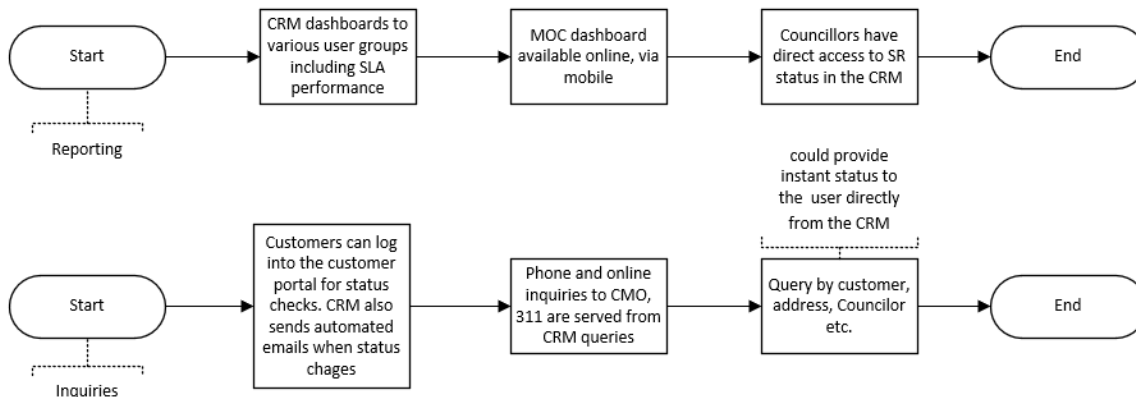 Start
CRM dashboards to
various user groups
including SLA
performance
MOC dashboard
available online, via
mobile
Councillors have
direct access to SR
status in the CRM
End
Reporting
could provide
instant status to
the user directly
from the CRM
Start
Customers can log
into the customer
portal for status
checks. CRM also
sends automated
emails when status
chages
Phone and online
inquiries to CMO,
311 are served from
CRM queries
Query by customer,
address, Councilor
etc.
End
Inquiries